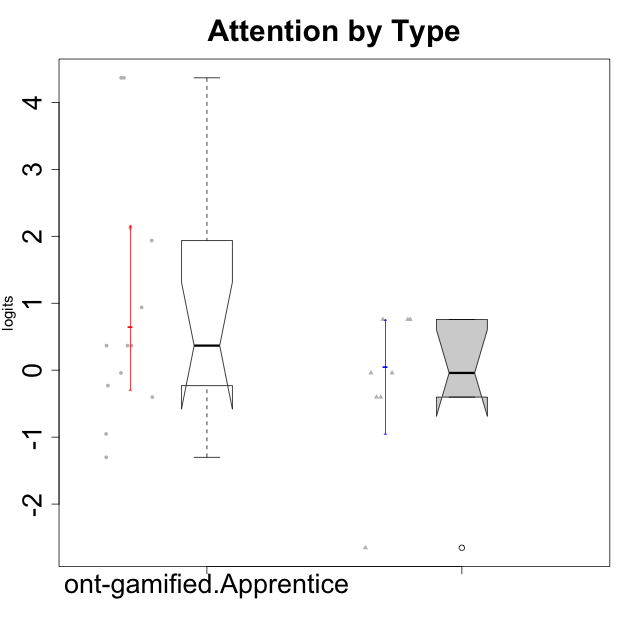 Attention by Type
4
3
2
1
0
-1
-2
logits
ont-gamified.Apprentice